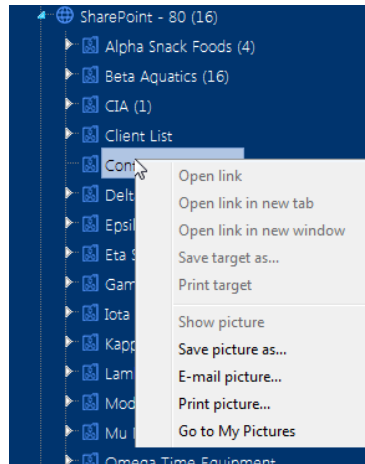 SharePoint - 80 (16)
Alpha Snack Foods (4)
Beta Aquatics (16)
CIA (1)
Client List
Con
Delt
Epsil
Eta S
Gam
Iota
Kapp
Lam
Mod
Mu I
Omega Time Equipment
Open link
Open link in new tab
Open link in new window
Save target as...
Print target
Show picture
Save picture as...
E-mail picture...
Print picture...
Go to My Pictures